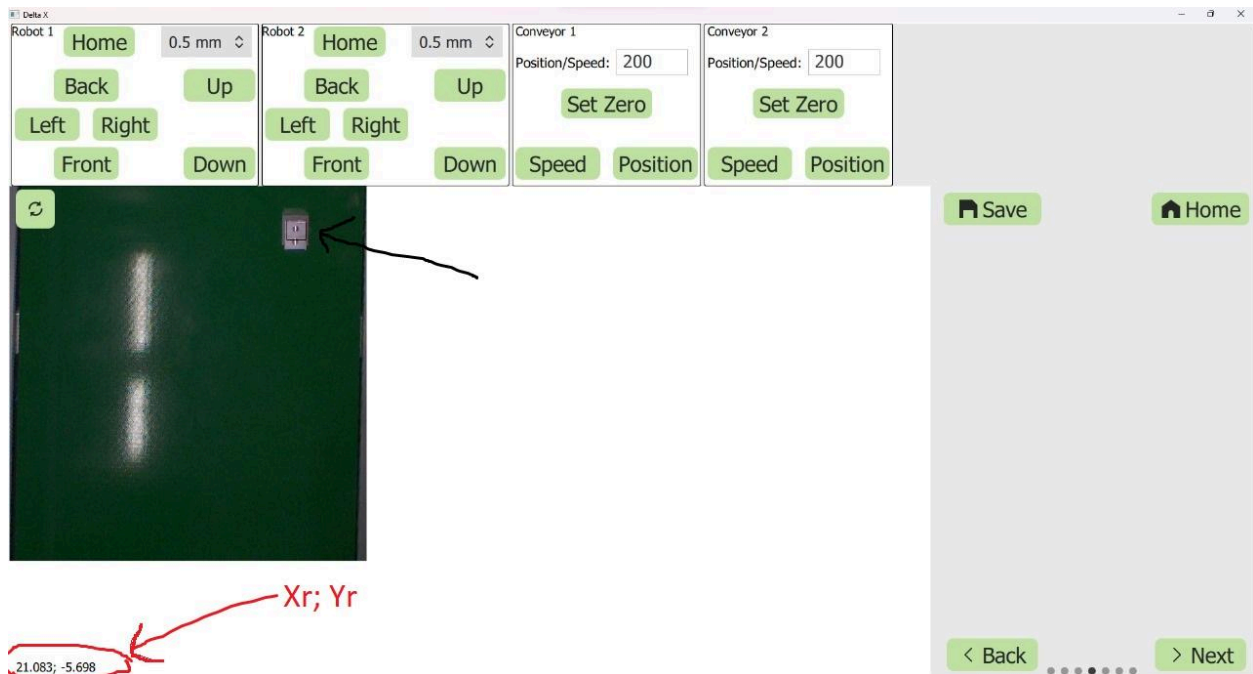 Delta X
Robot 1
Home
0.5 mm
Back
Up
Left
Right
Front
Down
Robot 2
Home
0.5 mm
Back
Up
Left
Right
Front
Down
Conveyor 1
Position/Speed: 200
Set Zero
Speed
Position
Conveyor 2
Position/Speed: 200
Set Zero
Speed
Position
Save
Home
Xr; Yr
21.083; -5.698
< Back
> Next